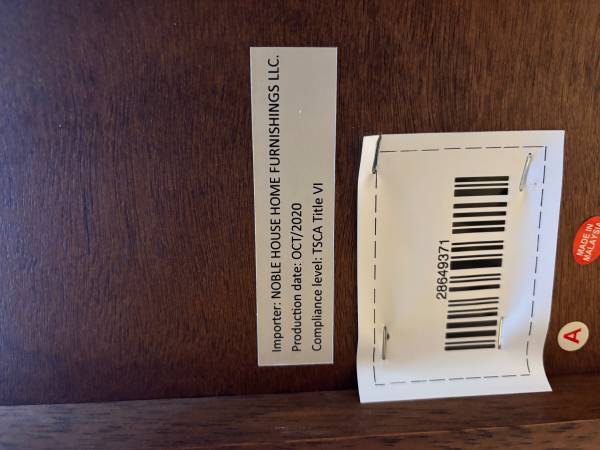 Importer: NOBLE HOUSE HOME FURNISHINGS LLC.
Production date: OCT/2020
Compliance level: TSCA Title VI
28649371
MADE IN
MALAYSIA
A